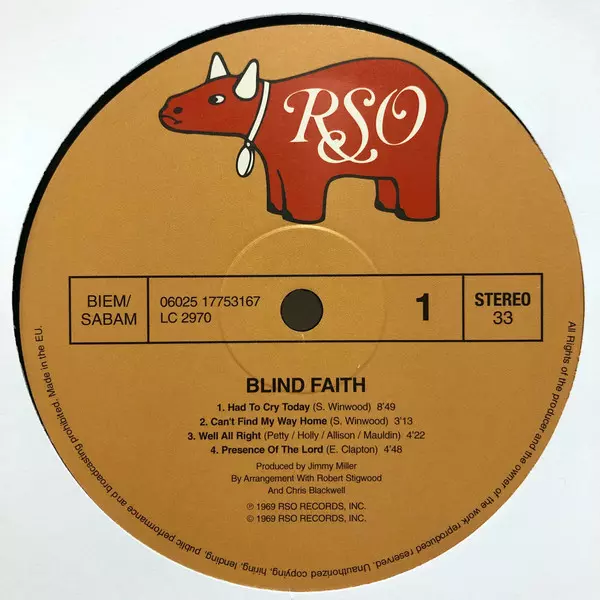 RSO
BIEM/
SABAM
06025 17753167
LC 2970
1
STEREO
33
BLIND FAITH
1. Had To Cry Today (S. Winwood) 8'49
2. Can't Find My Way Home (S. Winwood) 3'13
3. Well All Right (Petty / Holly / Allison / Mauldin) 4'22
4. Presence Of The Lord (E. Clapton) 4'48
Produced by Jimmy Miller
By Arrangement With Robert Stigwood
And Chris Blackwell
℗ 1969 RSO RECORDS, INC.
© 1969 RSO RECORDS, INC.
All Rights of the producer and the owner of the work reproduced reserved. Unauthorized copying, hiring, lending, public performance and broadcasting prohibited. Made in the EU.